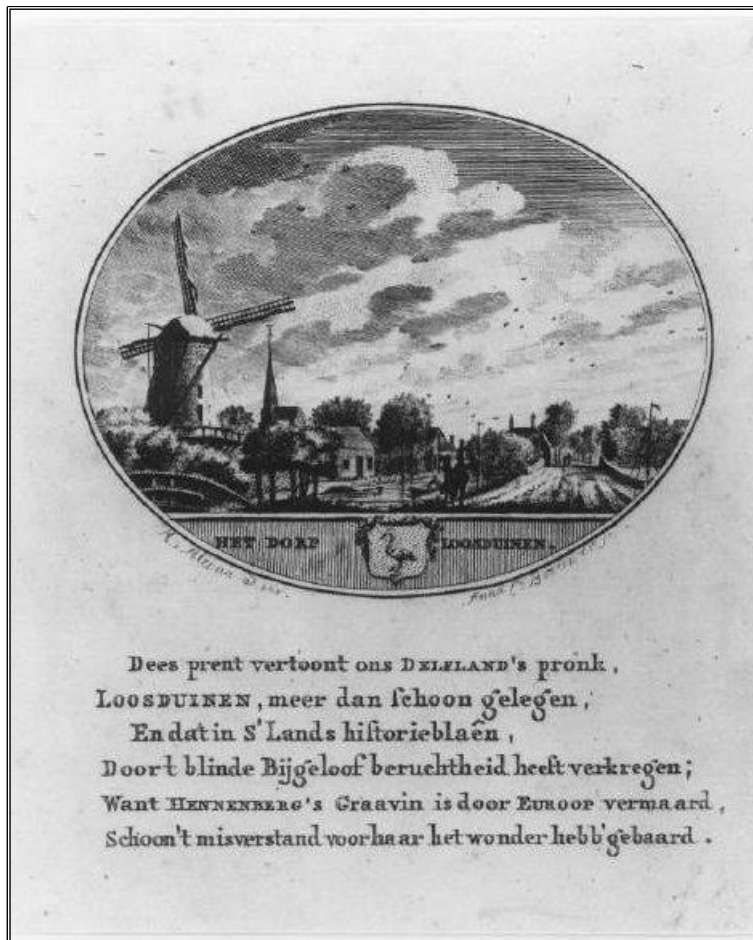 HET DORP LOOSDUINEN.
Dees prent vertoont ons DELFLAND's pronk,
LOOSDUINEN, meer dan ſchoon gelegen,
En dat in S'Lands hiſtorieblaên,
Door't blinde Bijgeloof beruchtheid heeft verkregen;
Want HENNENBERG's Graavin is door EUROOP vermaard,
Schoon't misverstand voor haar het wonder hebb' gebaard.